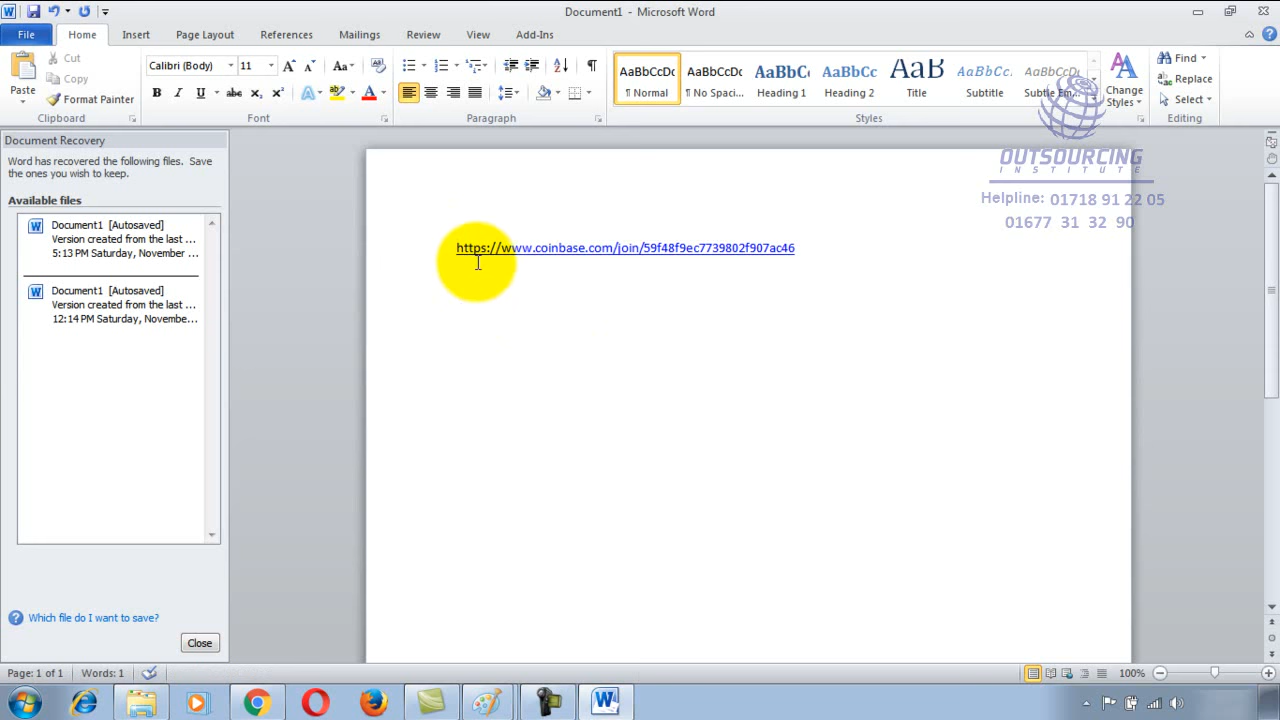 Document1 - Microsoft Word
File Home Insert Page Layout References Mailings Review View Add-Ins
Paste
Cut
Copy
Format Painter
Clipboard
Calibri (Body) 11
Font
Paragraph
AaBbCcDc AaBbCcDc AaBbCc AaBbCc AaB AaBbCc. AaBbCcDc
¶ Normal ¶ No Spaci... Heading 1 Heading 2 Title Subtitle Subtle Em...
Change Styles
Styles
Find
Replace
Select
Editing
OUTSOURCING
INSTITUTE
Helpline: 01718 91 22 05
01677 31 32 90
Document Recovery
Word has recovered the following files. Save
the ones you wish to keep.
Available files
Document1 [Autosaved]
Version created from the last ...
5:13 PM Saturday, November ...
Document1 [Autosaved]
Version created from the last ...
12:14 PM Saturday, Novembe...
Which file do I want to save?
Close
https://www.coinbase.com/join/59f48f9ec7739802f907ac46
Page: 1 of 1 Words: 1
100%